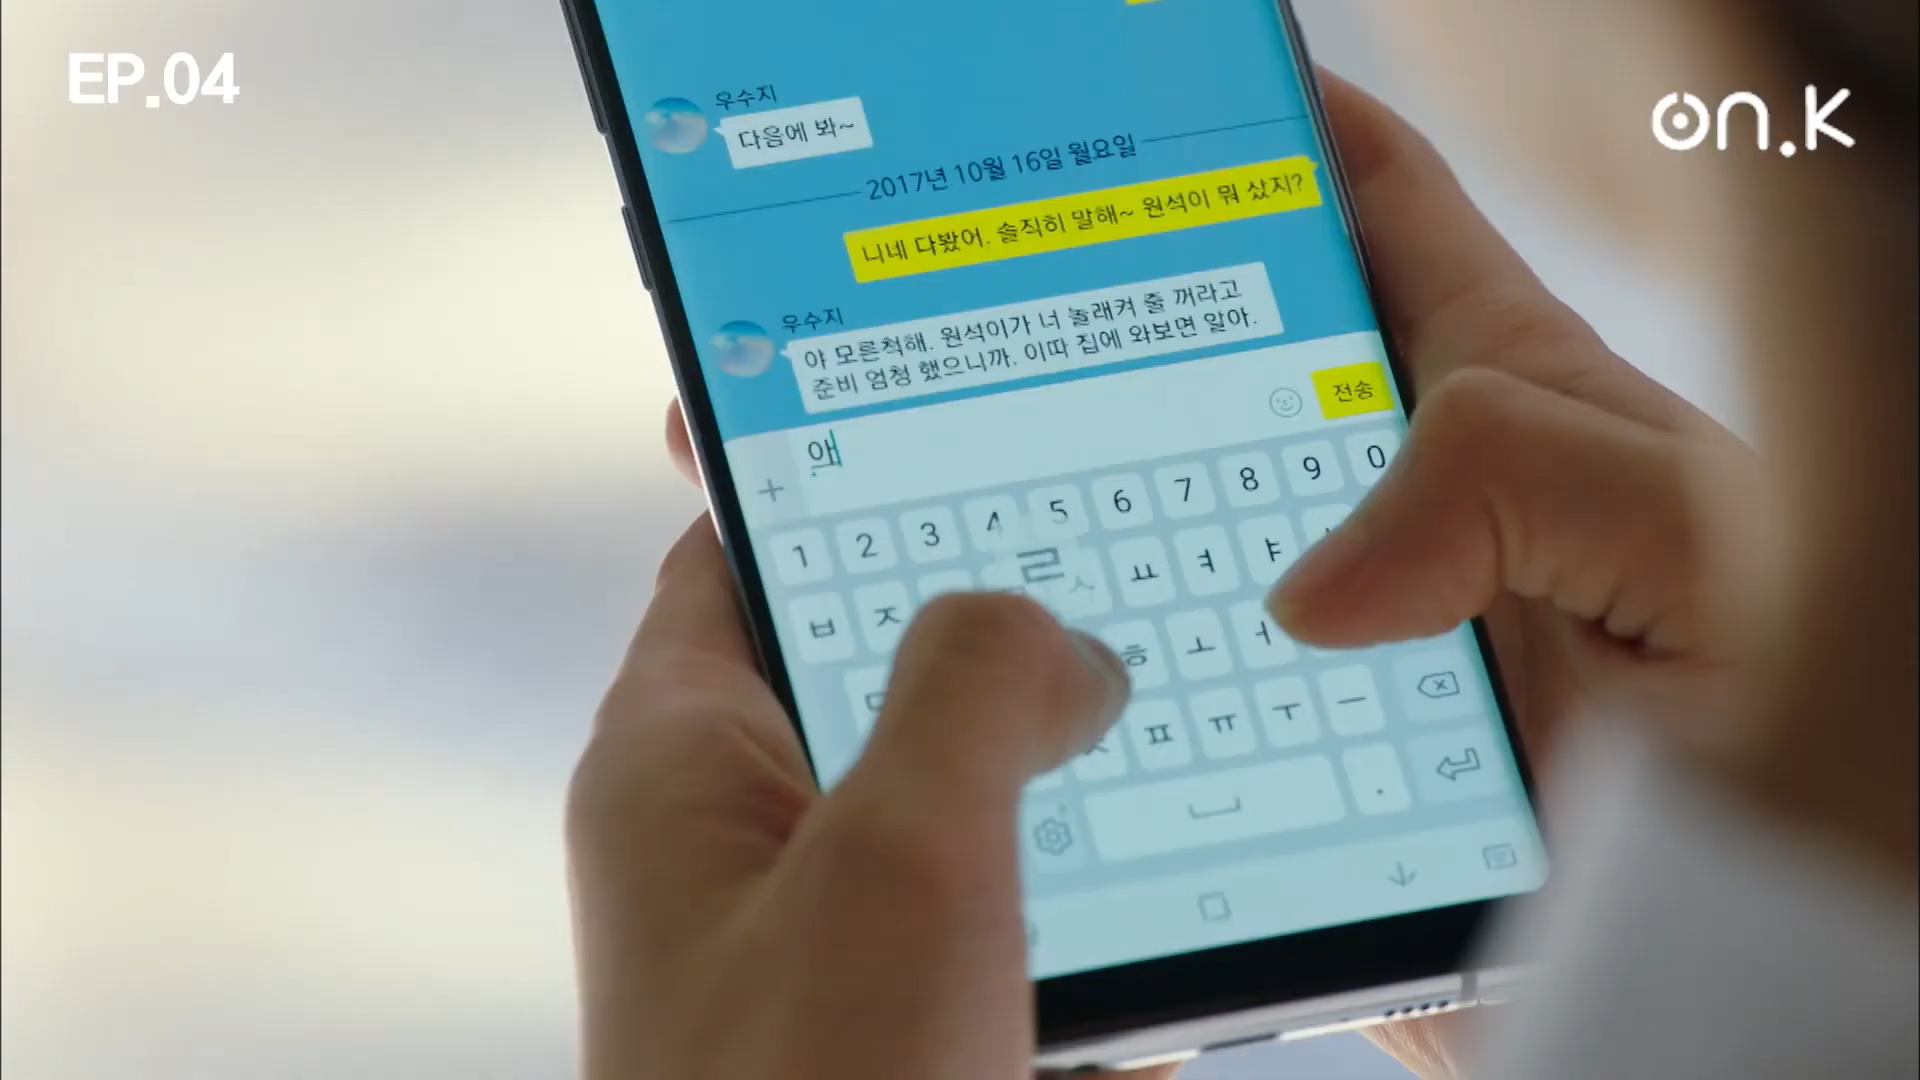 EP.04
on.K
우수지
다음에 봐~
2017년 10월 16일 월요일
니네 다봤어. 솔직히 말해~ 원석이 뭐 샀지?
우수지
야 모른척해. 원석이가 너 놀래켜 줄 꺼라고
준비 엄청 했으니까. 이따 집에 와보면 알아.
전송
아
1 2 3 4 5 6 7 8 9 0
ㄹ
ㅂ ㅈ ㅅ ㅛ ㅕ ㅑ
ㅎ ㅗ ㅓ
ㅍ ㅠ ㅜ ㅡ
.